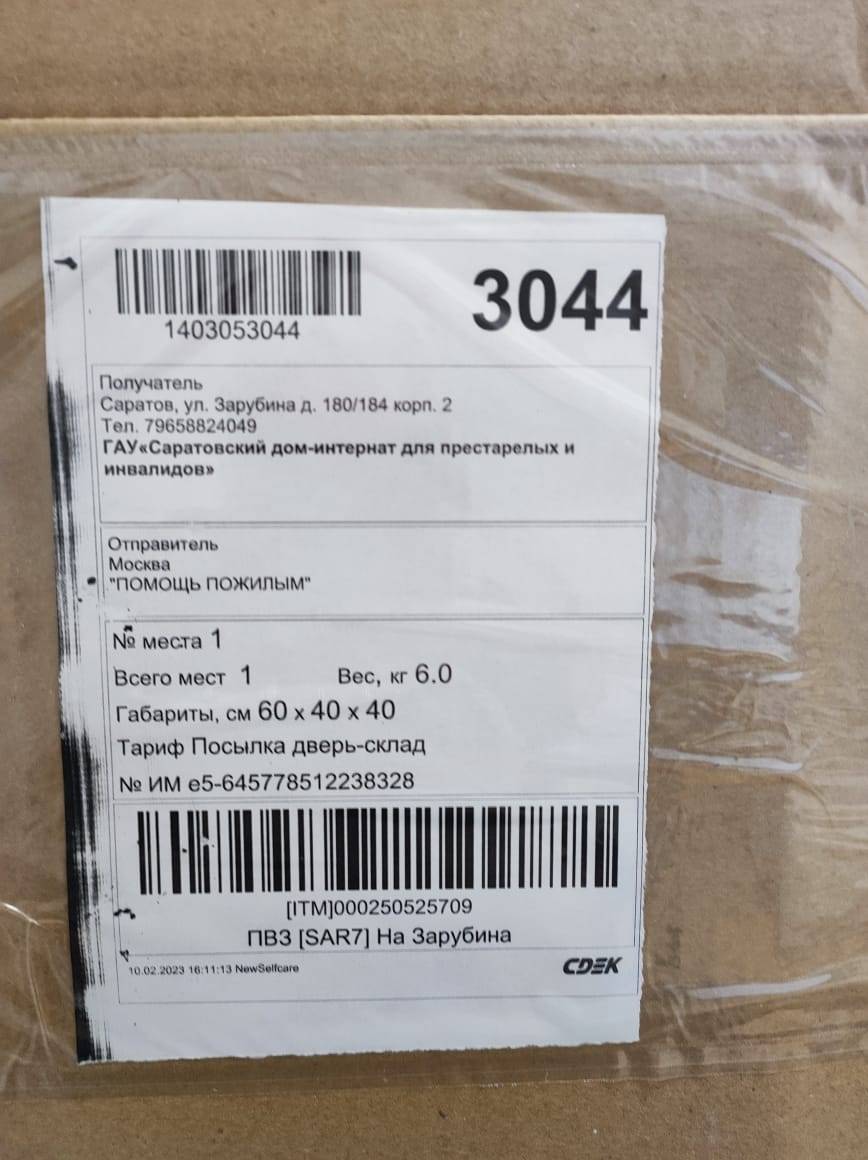 1403053044
3044
Получатель
Саратов, ул. Зарубина д. 180/184 корп. 2
Тел. 79658824049
ГАУ«Саратовский дом-интернат для престарелых и
инвалидов»
Отправитель
Москва
"ПОМОЩЬ ПОЖИЛЫМ"
№ места 1
Всего мест 1 Вес, кг 6.0
Габариты, см 60 x 40 x 40
Тариф Посылка дверь-склад
№ ИМ e5-645778512238328
[ITM]000250525709
ПВЗ [SAR7] На Зарубина
10.02.2023 16:11:13 NewSelfcare
CDEK